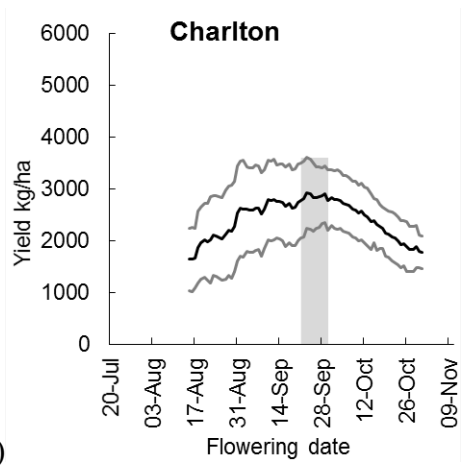 Charlton
6000
5000
4000
3000
2000
1000
0
Yield kg/ha
20-Jul
03-Aug
17-Aug
31-Aug
14-Sep
28-Sep
12-Oct
26-Oct
09-Nov
Flowering date
)